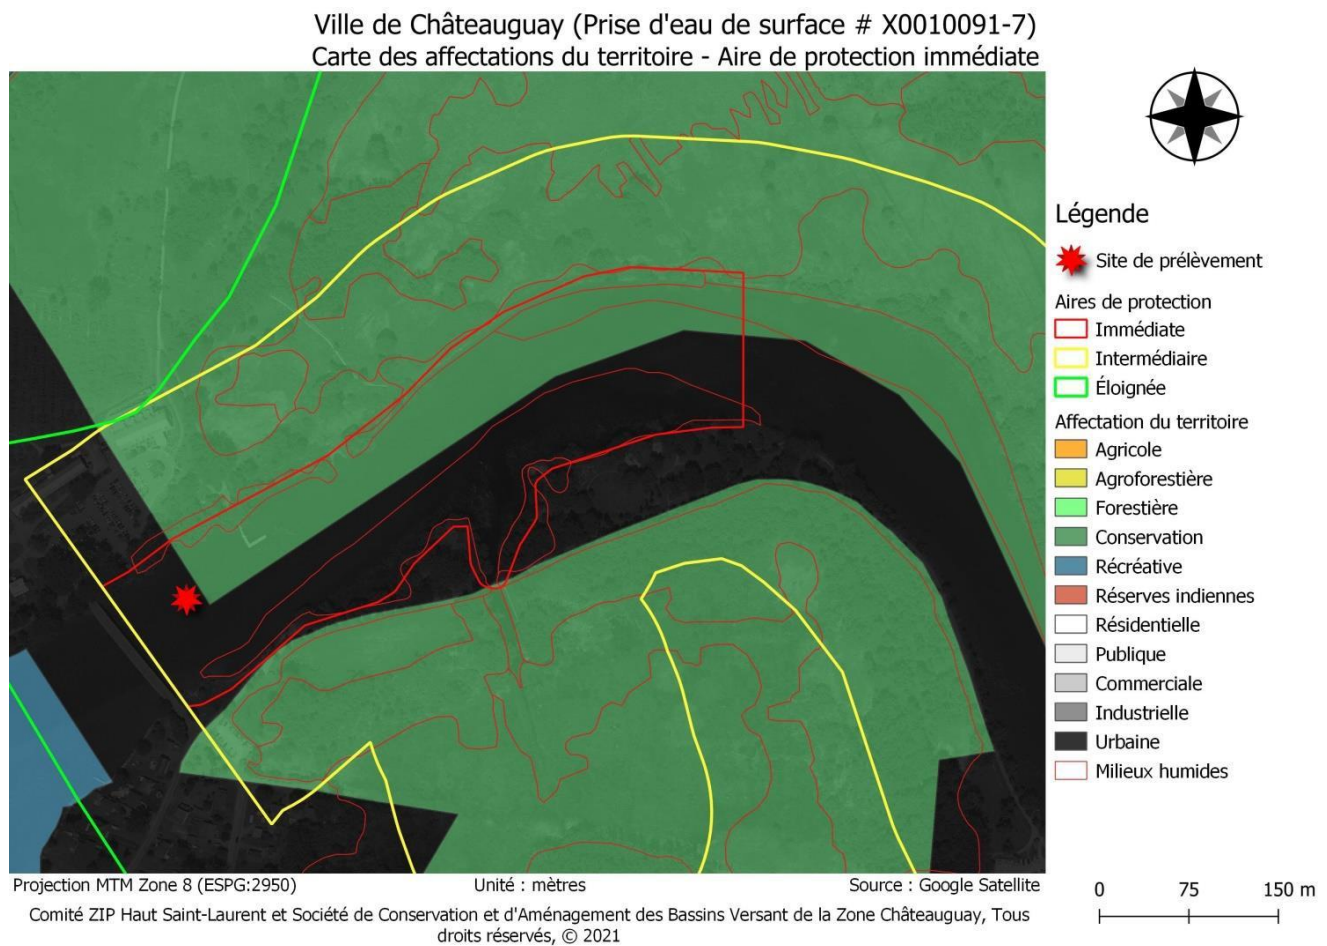 Ville de Châteauguay (Prise d'eau de surface # X0010091-7)
Carte des affectations du territoire - Aire de protection immédiate
Légende
Site de prélèvement
Aires de protection
Immédiate
Intermédiaire
Éloignée
Affectation du territoire
Agricole
Agroforestière
Forestière
Conservation
Récréative
Réserves indiennes
Résidentielle
Publique
Commerciale
Industrielle
Urbaine
Milieux humides
Projection MTM Zone 8 (ESPG:2950)
Unité : mètres
Source : Google Satellite
0 75 150 m
Comité ZIP Haut Saint-Laurent et Société de Conservation et d'Aménagement des Bassins Versant de la Zone Châteauguay, Tous
droits réservés, © 2021